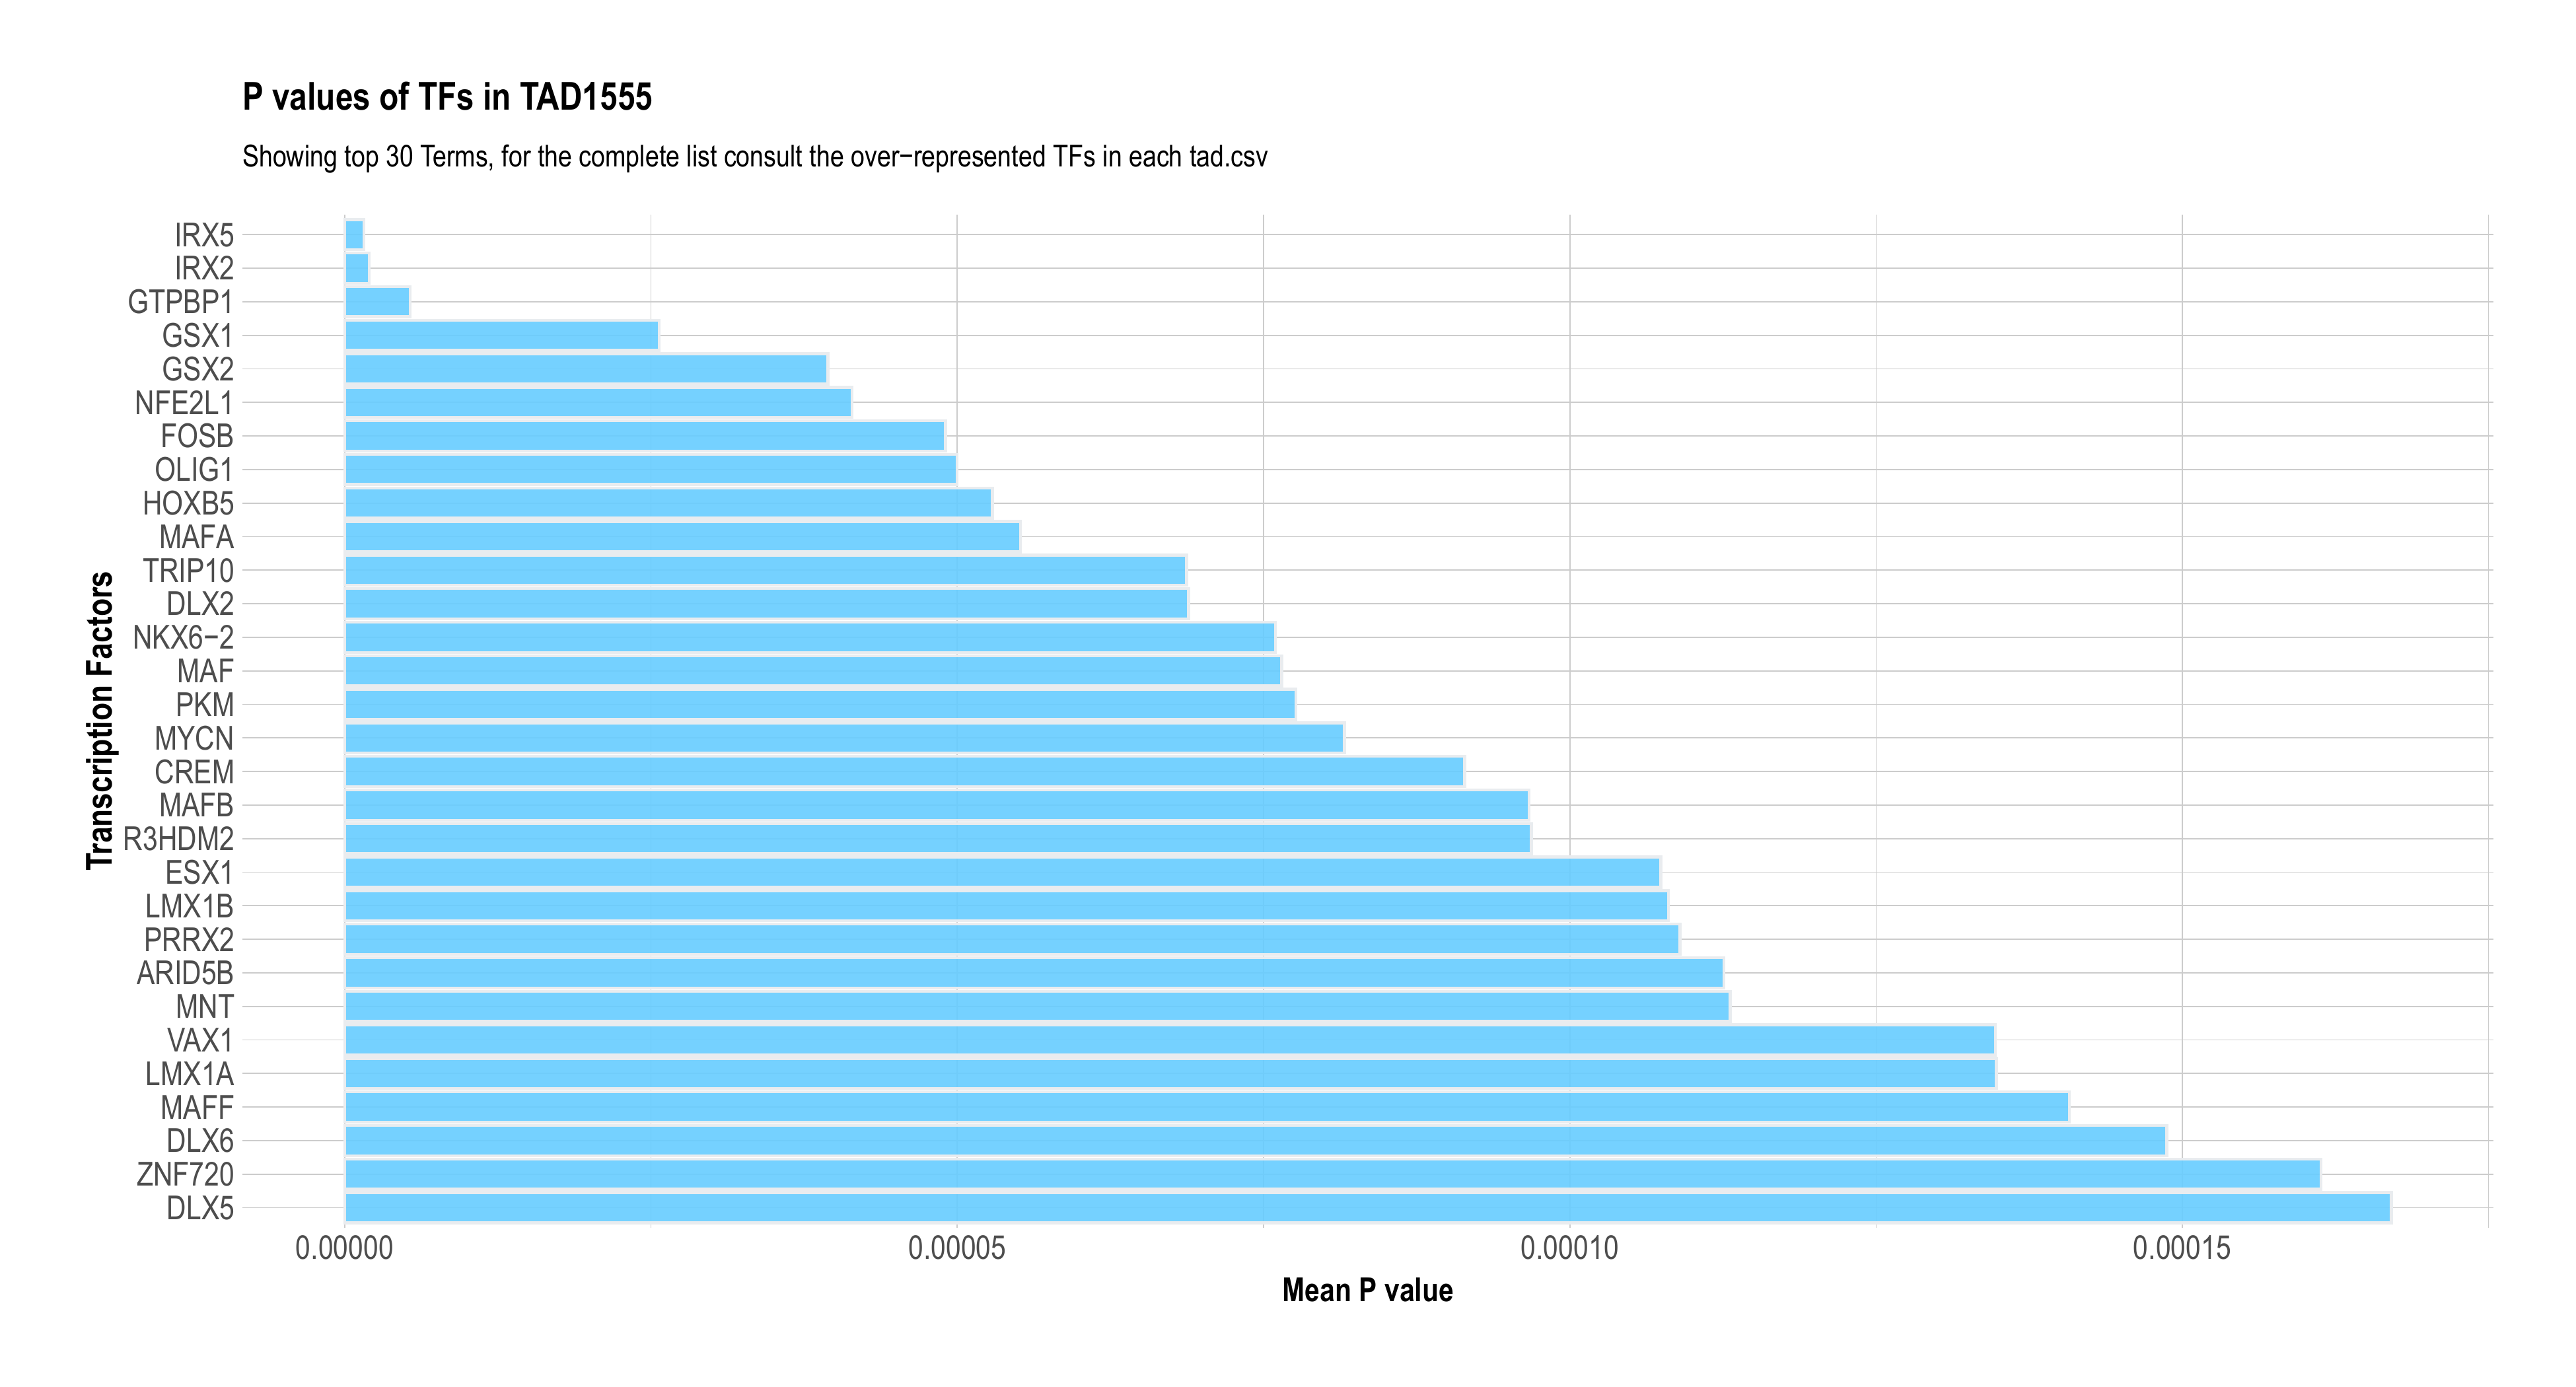 P values of TFs in TAD1555
Showing top 30 Terms, for the complete list consult the over−represented TFs in each tad.csv
Transcription Factors
IRX5
IRX2
GTPBP1
GSX1
GSX2
NFE2L1
FOSB
OLIG1
HOXB5
MAFA
TRIP10
DLX2
NKX6−2
MAF
PKM
MYCN
CREM
MAFB
R3HDM2
ESX1
LMX1B
PRRX2
ARID5B
MNT
VAX1
LMX1A
MAFF
DLX6
ZNF720
DLX5
0.00000 0.00005 0.00010 0.00015
Mean P value